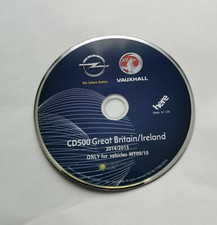 VAUXHALL
here
CD500 Great Britain/Ireland
2014/2015
ONLY for vehicles MY09/10